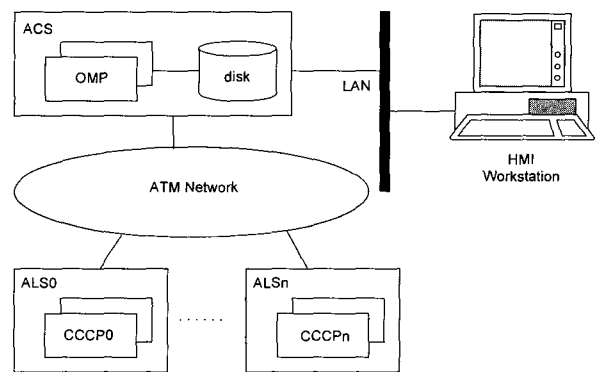 ACS
OMP
disk
LAN
HMI
Workstation
ATM Network
ALS0
CCCP0
. . . . . .
ALSn
CCCPn